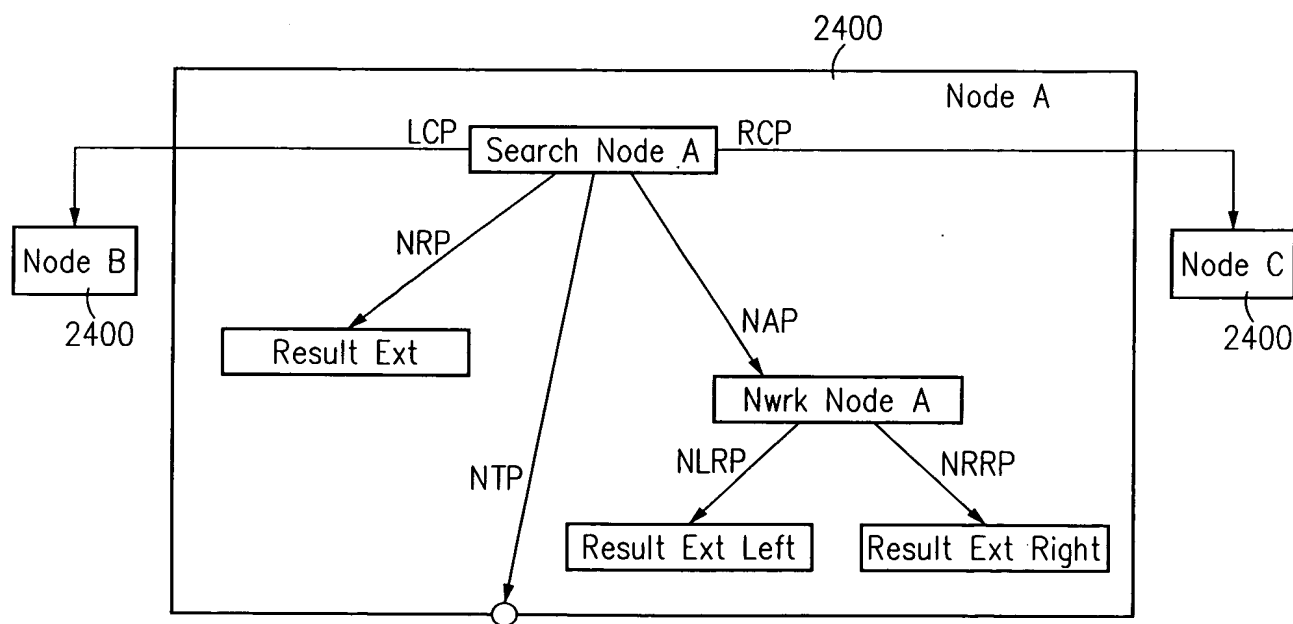 2400
Node A
LCP
Search Node A
RCP
Node B
2400
NRP
Node C
2400
Result Ext
NAP
Nwrk Node A
NTP
NLRP
NRRP
Result Ext Left
Result Ext Right